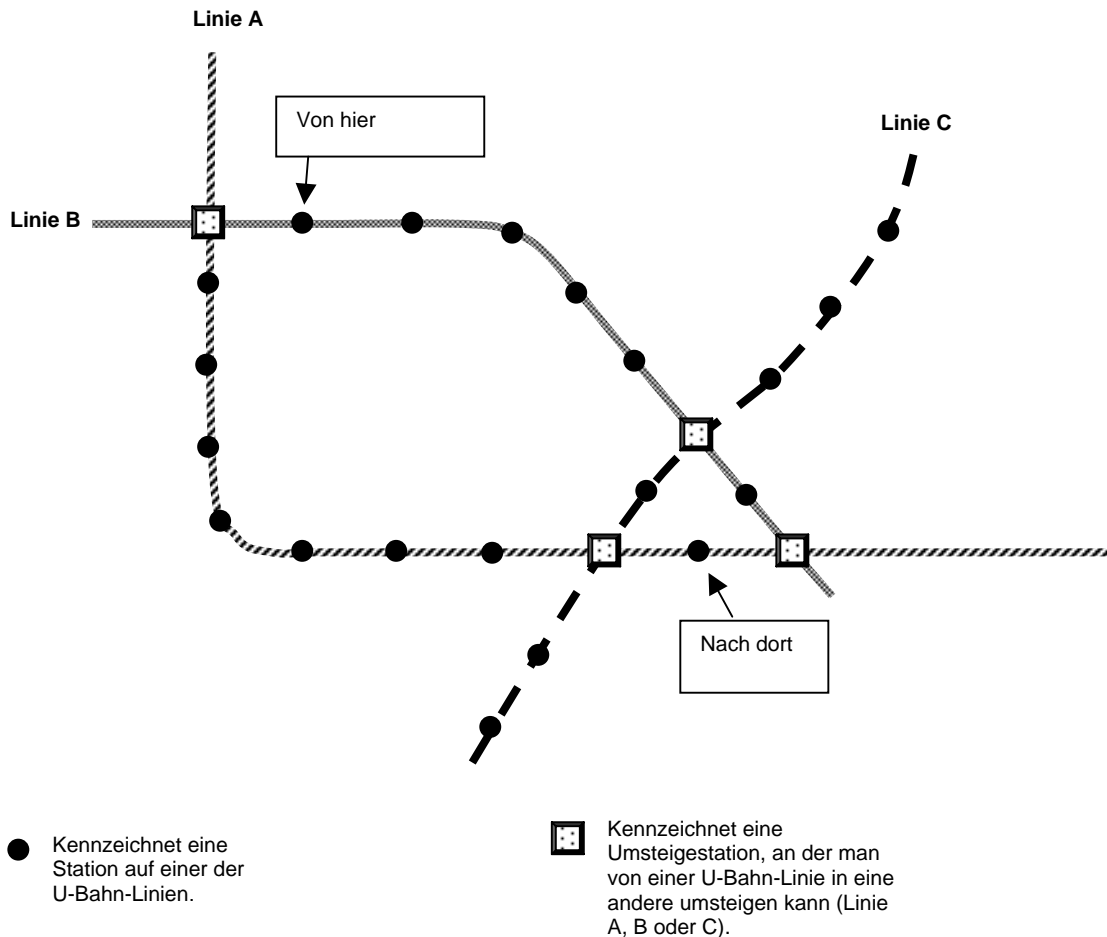 Linie A
Von hier
Linie C
Linie B
Nach dort
Kennzeichnet eine
Station auf einer der
U-Bahn-Linien.
Kennzeichnet eine
Umsteigestation, an der man
von einer U-Bahn-Linie in eine
andere umsteigen kann (Linie
A, B oder C).